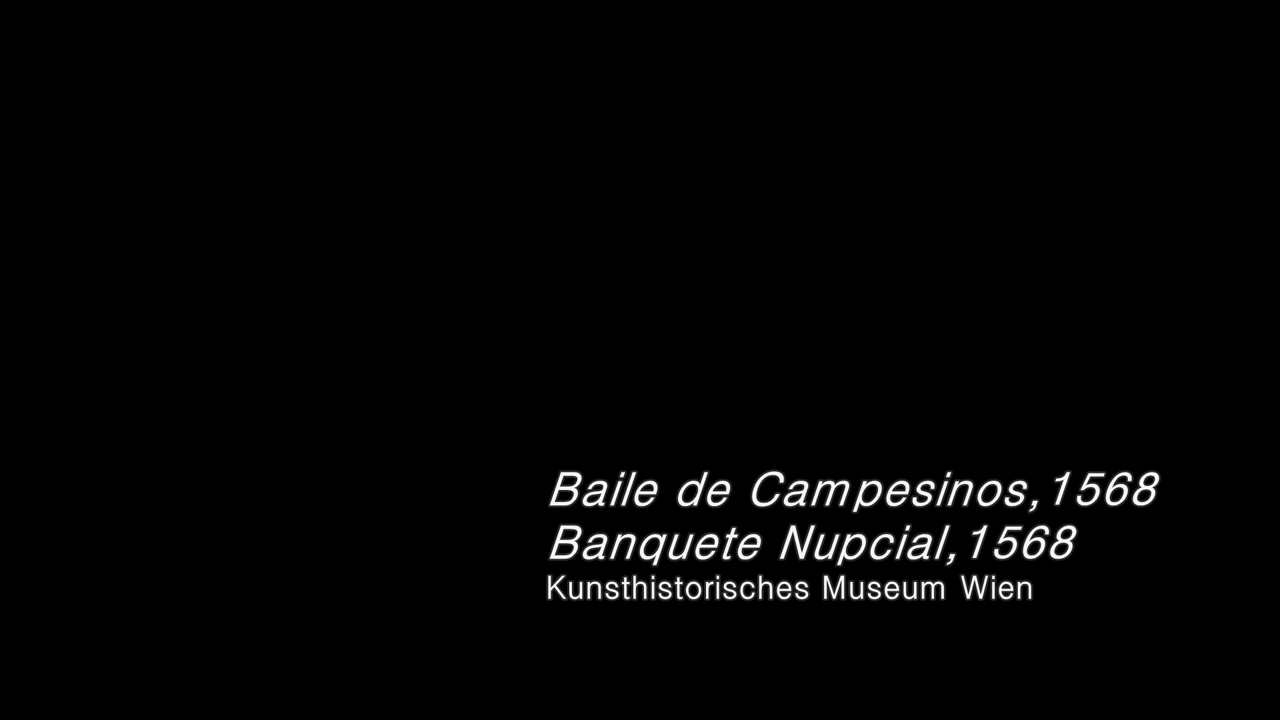 Baile de Campesinos,1568
Banquete Nupcial,1568
Kunsthistorisches Museum Wien